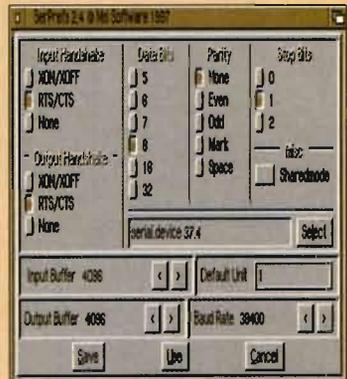 SerPrefs 2.4 © Nsi Software 1997
Input Handshake
XON/XOFF
RTS/CTS
None
Output Handshake
XON/XOFF
RTS/CTS
None
Data Bits
5
6
7
8
16
32
Parity
None
Even
Odd
Mark
Space
Stop Bits
0
1
2
misc
Sharedmode
serial.device 37.4
Select
Input Buffer 4096
< >
Default Unit 1
Output Buffer 4096
< >
Baud Rate 38400
< >
Save
Use
Cancel